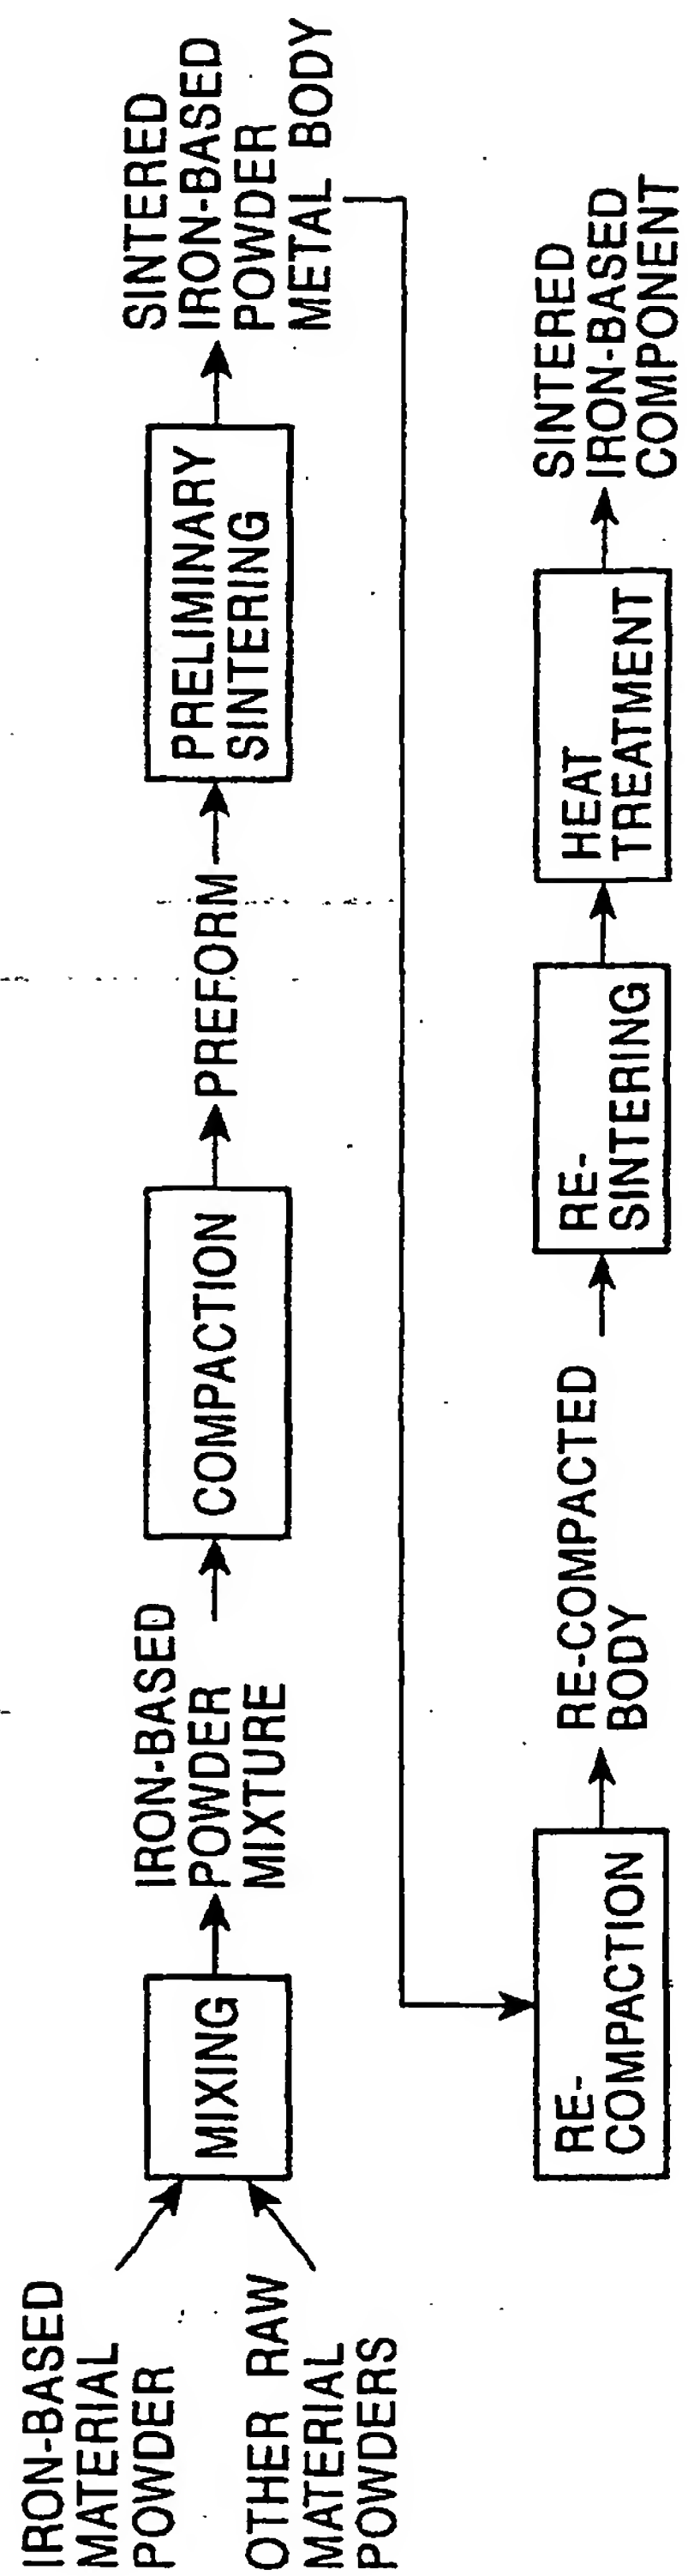 IRON-BASED
MATERIAL
POWDER
OTHER RAW
MATERIAL
POWDERS
MIXING
IRON-BASED
POWDER
MIXTURE
COMPACTION
PREFORM
PRELIMINARY
SINTERING
SINTERED
IRON-BASED
POWDER
METAL BODY
RE-
COMPACTION
RE-COMPACTED
BODY
RE-
SINTERING
HEAT
TREATMENT
SINTERED
IRON-BASED
COMPONENT